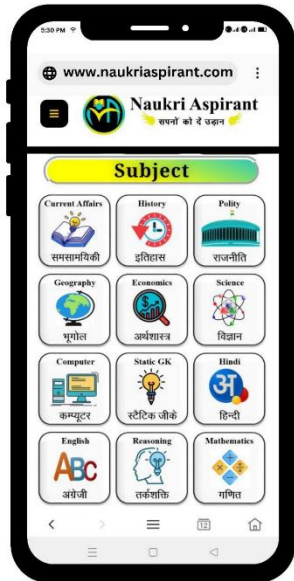 5:30 PM
www.naukriaspirant.com
Naukri Aspirant
सपनों को दें उड़ान
Subject
Current Affairs History Polity
समसामयिकी इतिहास राजनीति
Geography Economics Science
भूगोल अर्थशास्त्र विज्ञान
Computer Static GK Hindi
अ
कम्प्यूटर स्टैटिक जीके हिन्दी
English Reasoning Mathematics
ABC
अंग्रेजी तर्कशक्ति गणित
12